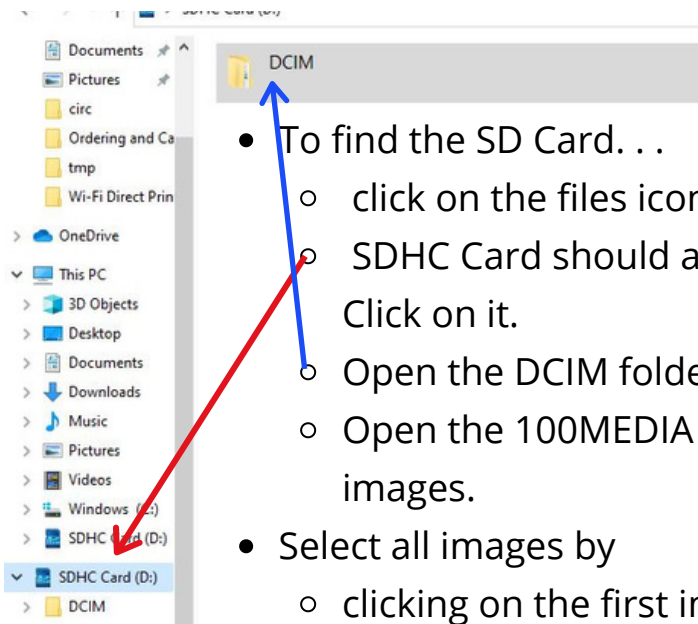 Documents
Pictures
circ
Ordering and Ca
tmp
Wi-Fi Direct Prin
OneDrive
This PC
3D Objects
Desktop
Documents
Downloads
Music
Pictures
Videos
Windows
SDHC Card (D:)
SDHC Card (D:)
DCIM
DCIM
To find the SD Card. . .
click on the files icon
SDHC Card should a
Click on it.
Open the DCIM folde
Open the 100MEDIA
images.
Select all images by
clicking on the first